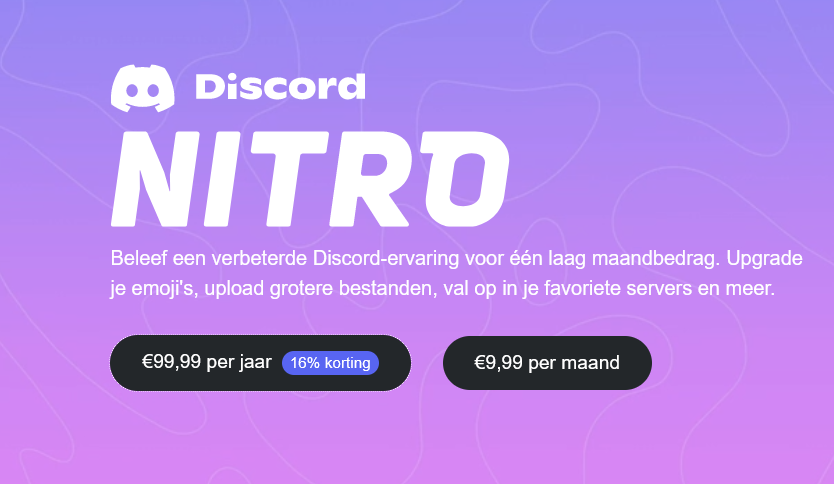 Discord
NITRO
Beleef een verbeterde Discord-ervaring voor één laag maandbedrag. Upgrade
je emoji's, upload grotere bestanden, val op in je favoriete servers en meer.
€99,99 per jaar 16% korting
€9,99 per maand